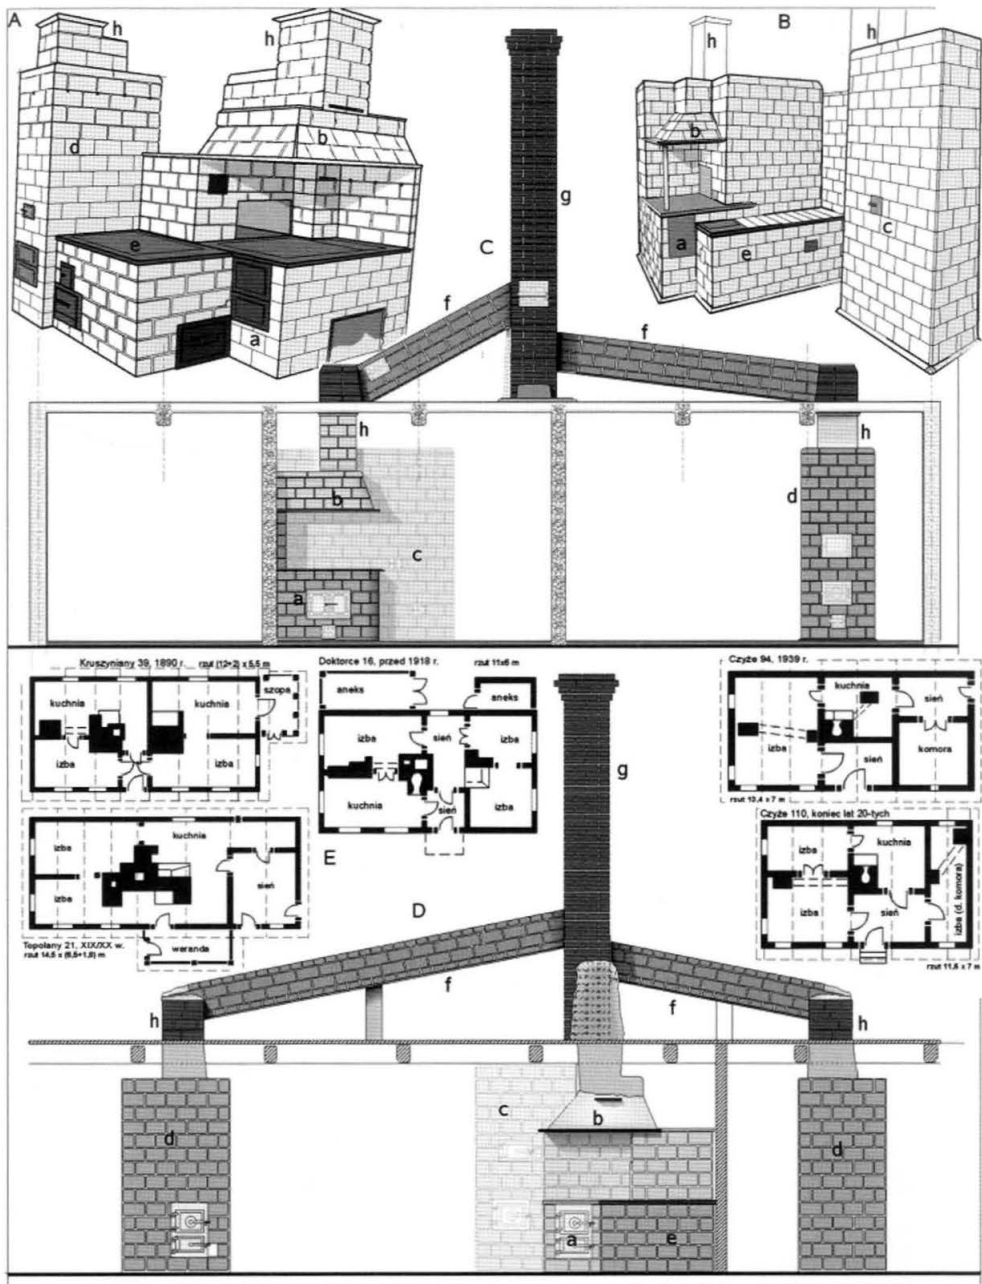 A
h
h
B
h
h
b
b
d
g
c
a
e
e
C
f
f
a
h
h
d
b
c
a
Kruszyniany 39, 1890 r. rzut (12+2) x 5,5 m
kuchnia
kuchnia
szopa
izba
izba
Doktorce 16, przed 1918 r. rzut 11x6 m
aneks
aneks
izba
sień
izba
kuchnia
sień
izba
Czyże 94, 1939 r.
kuchnia
sień
izba
sień
komora
rzut 10,4 x 7 m
g
kuchnia
izba
izba
sień
weranda
Topolany 21, XIX/XX w.
rzut 14,5 x (6,5+1,9) m
E
Czyże 110, koniec lat 20-tych
izba
kuchnia
izba
sień
izba (d. komora)
rzut 11,6 x 7 m
D
f
f
h
h
c
b
d
d
a
e